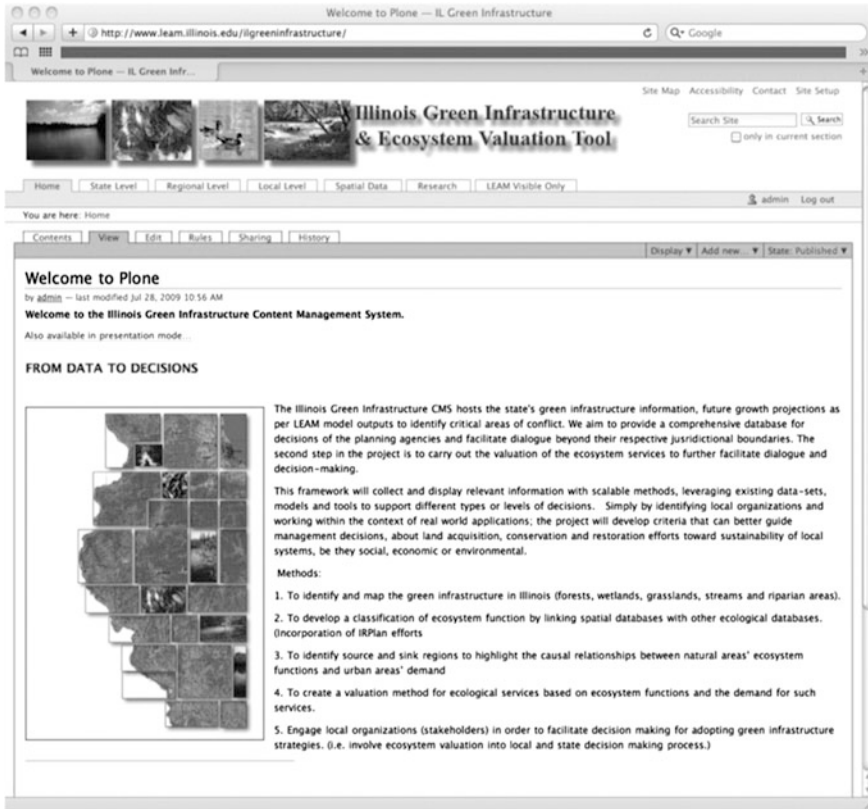 Welcome to Plone — IL Green Infrastructure
http://www.leam.illinois.edu/ilgreeninfrastructure/
Google
Welcome to Plone — IL Green Infr...
Site Map Accessibility Contact Site Setup
Illinois Green Infrastructure
& Ecosystem Valuation Tool
Search Site Search
only in current section
Home State Level Regional Level Local Level Spatial Data Research LEAM Visible Only
admin Log out
You are here: Home
Contents View Edit Rules Sharing History
Display ▼ Add new... ▼ State: Published ▼
Welcome to Plone
by admin — last modified Jul 28, 2009 10:56 AM
Welcome to the Illinois Green Infrastructure Content Management System.
Also available in presentation mode...
FROM DATA TO DECISIONS
The Illinois Green Infrastructure CMS hosts the state's green infrastructure information, future growth projections as
per LEAM model outputs to identify critical areas of conflict. We aim to provide a comprehensive database for
decisions of the planning agencies and facilitate dialogue beyond their respective jusridictional boundaries. The
second step in the project is to carry out the valuation of the ecosystem services to further facilitate dialogue and
decision-making.
This framework will collect and display relevant information with scalable methods, leveraging existing data-sets,
models and tools to support different types or levels of decisions. Simply by identifying local organizations and
working within the context of real world applications; the project will develop criteria that can better guide
management decisions, about land acquisition, conservation and restoration efforts toward sustainability of local
systems, be they social, economic or environmental.
Methods:
1. To identify and map the green infrastructure in Illinois (forests, wetlands, grasslands, streams and riparian areas).
2. To develop a classification of ecosystem function by linking spatial databases with other ecological databases.
(Incorporation of IRPlan efforts
3. To identify source and sink regions to highlight the causal relationships between natural areas' ecosystem
functions and urban areas' demand
4. To create a valuation method for ecological services based on ecosystem functions and the demand for such
services.
5. Engage local organizations (stakeholders) in order to facilitate decision making for adopting green infrastructure
strategies. (i.e. involve ecosystem valuation into local and state decision making process.)